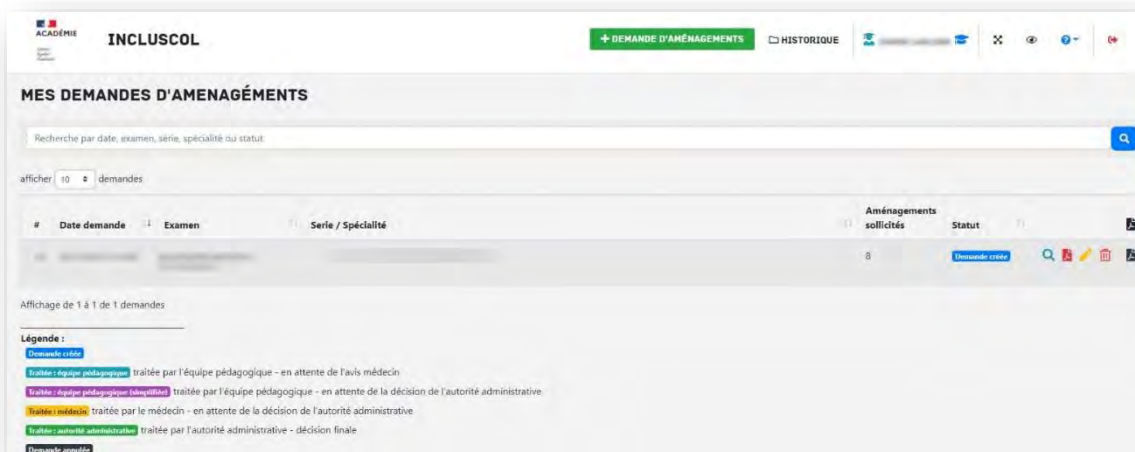 ACADÉMIE
INCLUSCOL
+ DEMANDE D'AMÉNAGEMENTS
HISTORIQUE
MES DEMANDES D'AMENAGÉMENTS
Recherche par date, examen, série, spécialité ou statut
afficher 10 demandes
# Date demande Examen Serie / Spécialité Aménagements sollicités Statut
8 Demande créée
Affichage de 1 à 1 de 1 demandes
Légende :
Demande créée
Traitée : équipe pédagogique traitée par l'équipe pédagogique - en attente de l'avis médecin
Traitée : équipe pédagogique (simplifiée) traitée par l'équipe pédagogique - en attente de la décision de l'autorité administrative
Traitée : médecin traitée par le médecin - en attente de la décision de l'autorité administrative
Traitée : autorité administrative traitée par l'autorité administrative - décision finale
Demande annulée